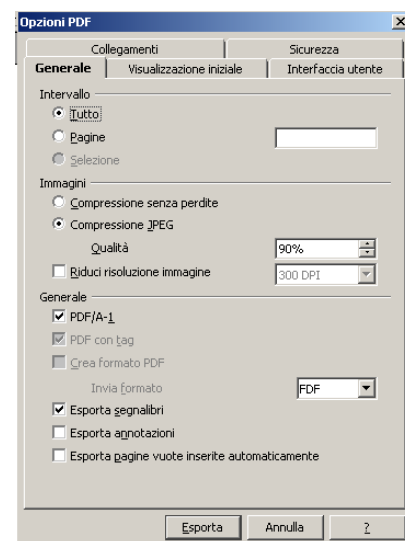 Opzioni PDF
Collegamenti Sicurezza
Generale Visualizzazione iniziale Interfaccia utente
Intervallo
Tutto
Pagine
Selezione
Immagini
Compressione senza perdite
Compressione JPEG
Qualità 90%
Riduci risoluzione immagine 300 DPI
Generale
PDF/A-1
PDF con tag
Crea formato PDF
Invia formato FDF
Esporta segnalibri
Esporta annotazioni
Esporta pagine vuote inserite automaticamente
Esporta Annulla ?